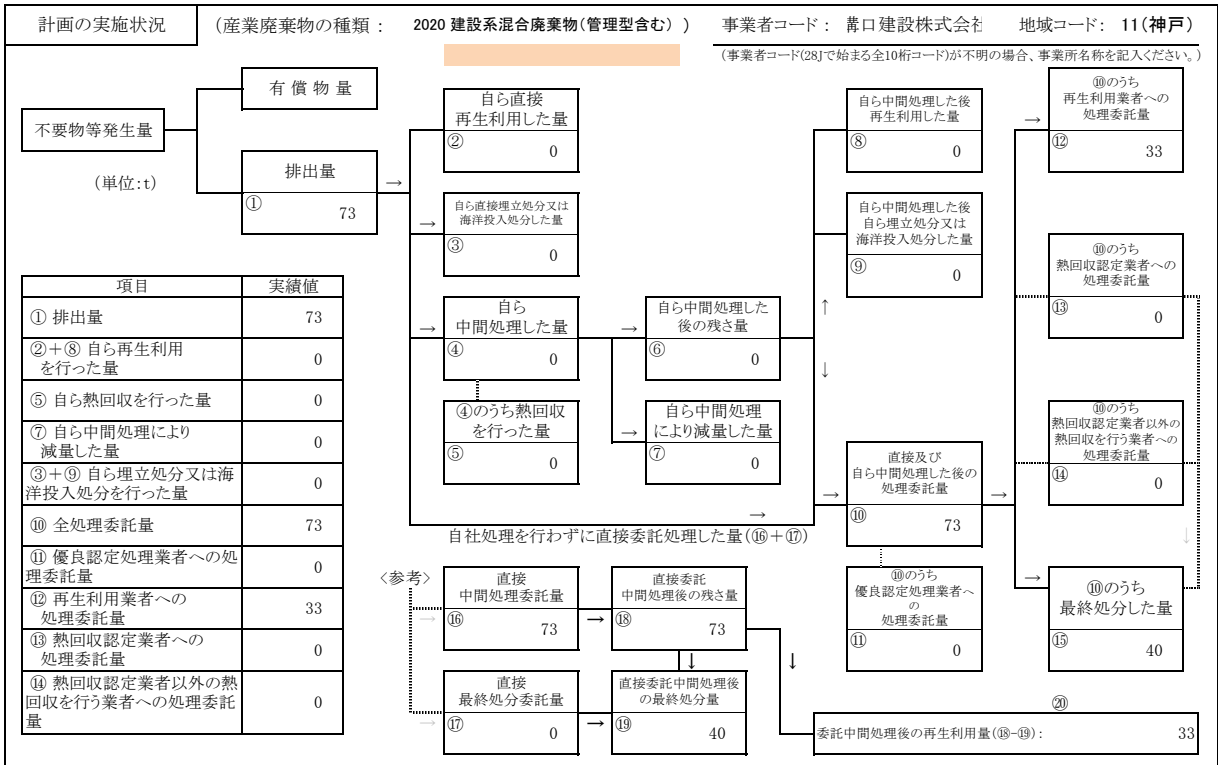 計画の実施状況
(産業廃棄物の種類: 2020 建設系混合廃棄物(管理型含む) )
事業者コード: 溝口建設株式会社
地域コード: 11(神戸)
(事業者コード(28Jで始まる全10桁コード)が不明の場合、事業所名称を記入ください。)
不要物等発生量
(単位:t)
有償物量
排出量
→
① 73
自ら直接
再生利用した量
② 0
→
自ら直接埋立処分又は
海洋投入処分した量
③ 0
→
自ら
中間処理した量
④ 0
④のうち熱回収
を行った量
⑤ 0
→
自ら中間処理した
後の残さ量
⑥ 0
→
自ら中間処理
により減量した量
⑦ 0
自ら中間処理した後
再生利用した量
⑧ 0
自ら中間処理した後
自ら埋立処分又は
海洋投入処分した量
⑨ 0
↑
↓
→
直接及び
自ら中間処理した後の
処理委託量
⑩ 73
→
⑩のうち
優良認定処理業者へ
の
処理委託量
⑪ 0
→
⑩のうち
再生利用業者への
処理委託量
⑫ 33
⑩のうち
熱回収認定業者への
処理委託量
⑬ 0
⑩のうち
熱回収認定業者以外の
熱回収を行う業者への
処理委託量
⑭ 0
↓
→
⑩のうち
最終処分した量
⑮ 40
→
自社処理を行わずに直接委託処理した量(⑯+⑰)
<参考>
→
直接
中間処理委託量
⑯ 73
→
直接委託
中間処理後の残さ量
⑱ 73
↓
↓
→
直接
最終処分委託量
⑰ 0
→
直接委託中間処理後
の最終処分量
⑲ 40
⑳
委託中間処理後の再生利用量(⑱-⑲): 33
項目 実績値
① 排出量 73
②+⑧ 自ら再生利用
を行った量 0
⑤ 自ら熱回収を行った量 0
⑦ 自ら中間処理により
減量した量 0
③+⑨ 自ら埋立処分又は海
洋投入処分を行った量 0
⑩ 全処理委託量 73
⑪ 優良認定処理業者への処
理委託量 0
⑫ 再生利用業者への
処理委託量 33
⑬ 熱回収認定業者への
処理委託量 0
⑭ 熱回収認定業者以外の熱
回収を行う業者への処理委託
量 0